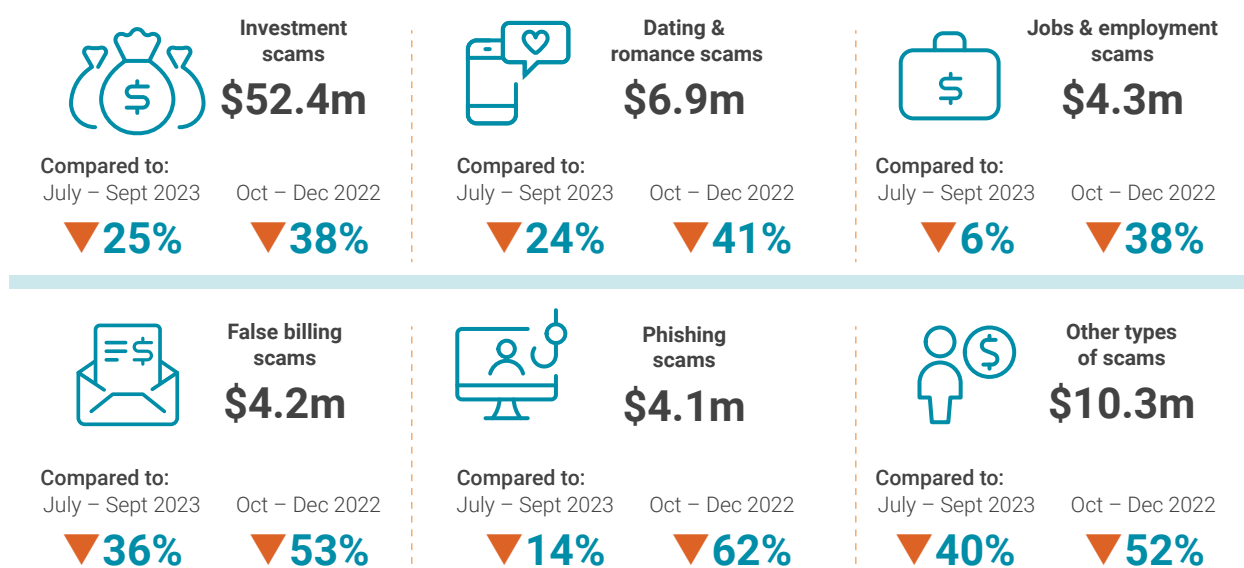 Investment
scams
$52.4m
Compared to:
July – Sept 2023 Oct – Dec 2022
▼25% ▼38%
Dating &
romance scams
$6.9m
Compared to:
July – Sept 2023 Oct – Dec 2022
▼24% ▼41%
Jobs & employment
scams
$4.3m
Compared to:
July – Sept 2023 Oct – Dec 2022
▼6% ▼38%
False billing
scams
$4.2m
Compared to:
July – Sept 2023 Oct – Dec 2022
▼36% ▼53%
Phishing
scams
$4.1m
Compared to:
July – Sept 2023 Oct – Dec 2022
▼14% ▼62%
Other types
of scams
$10.3m
Compared to:
July – Sept 2023 Oct – Dec 2022
▼40% ▼52%